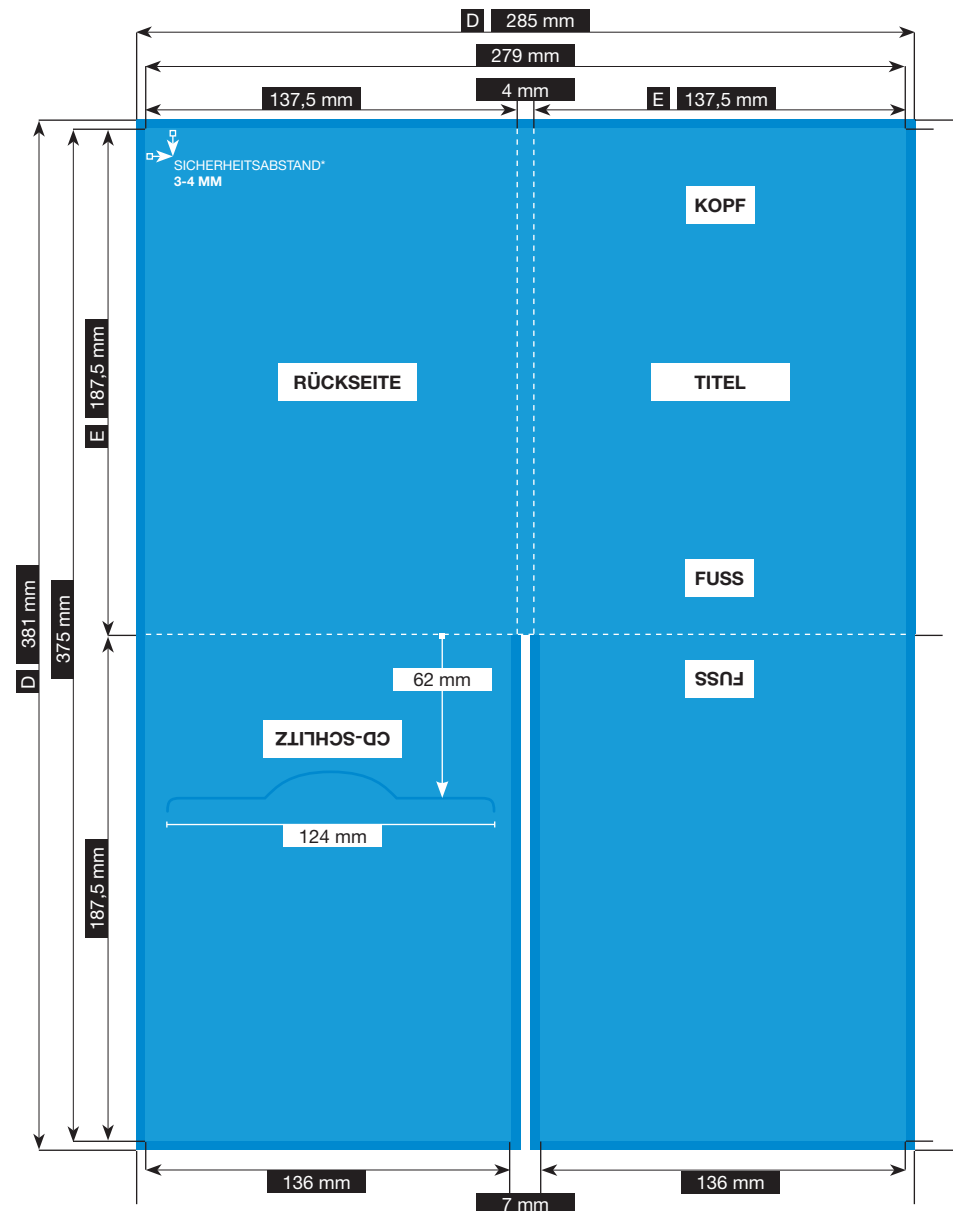 D 285 mm
279 mm
4 mm
137,5 mm
E 137,5 mm
SICHERHEITSABSTAND*
3-4 MM
KOPF
RÜCKSEITE
TITEL
E 187,5 mm
FUSS
D 381 mm
375 mm
62 mm
FUSS
CD-SCHLITZ
124 mm
187,5 mm
136 mm
136 mm
7 mm